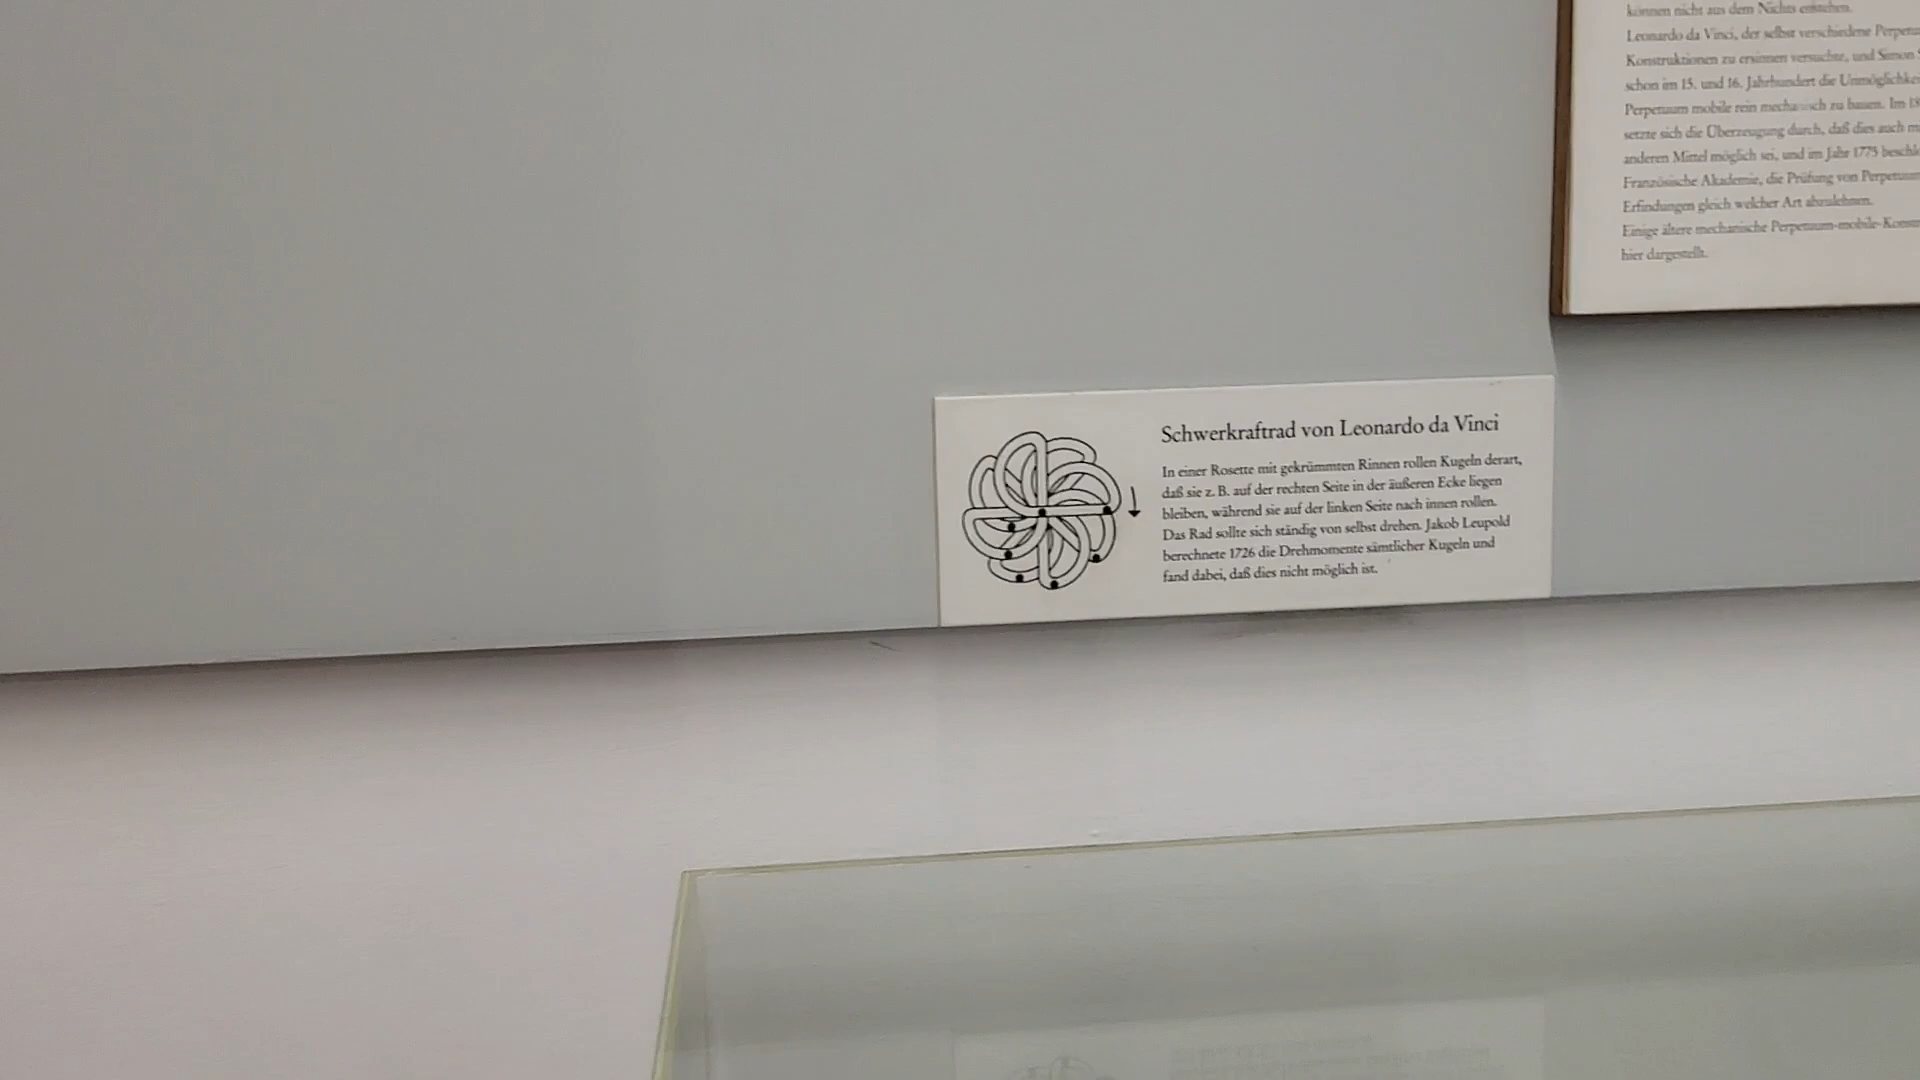 können nicht aus dem Nichts entstehen.
Leonardo da Vinci, der selbst verschiedene
Konstruktionen zu ersinnen versuchte, und Simon
schon im 15. und 16. Jahrhundert die
Perpetuum mobile rein mechanisch zu bauen. Im
setzte sich die Überzeugung durch, daß dies auch
anderen Mittel möglich sei, und im Jahr 1775
Französische Akademie, die Prüfung von
Erfindungen gleich welcher Art abzulehnen.
Einige ältere mechanische
hier dargestellt.
Schwerkraftrad von Leonardo da Vinci
In einer Rosette mit gekrümmten Rinnen rollen Kugeln derart,
daß sie z. B. auf der rechten Seite in der äußeren Ecke liegen
bleiben, während sie auf der linken Seite nach innen rollen.
Das Rad sollte sich ständig von selbst drehen. Jakob Leupold
berechnete 1726 die Drehmomente sämtlicher Kugeln und
fand dabei, daß dies nicht möglich ist.